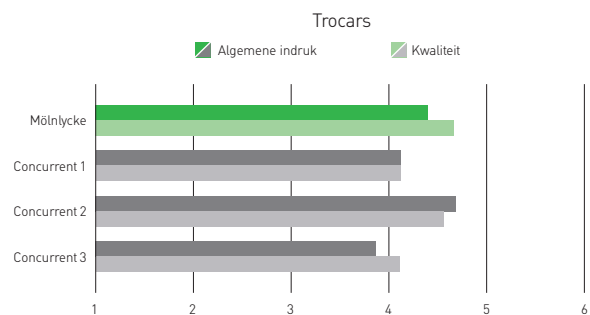 Trocars
Algemene indruk
Kwaliteit
Mölnlycke
Concurrent 1
Concurrent 2
Concurrent 3
1 2 3 4 5 6